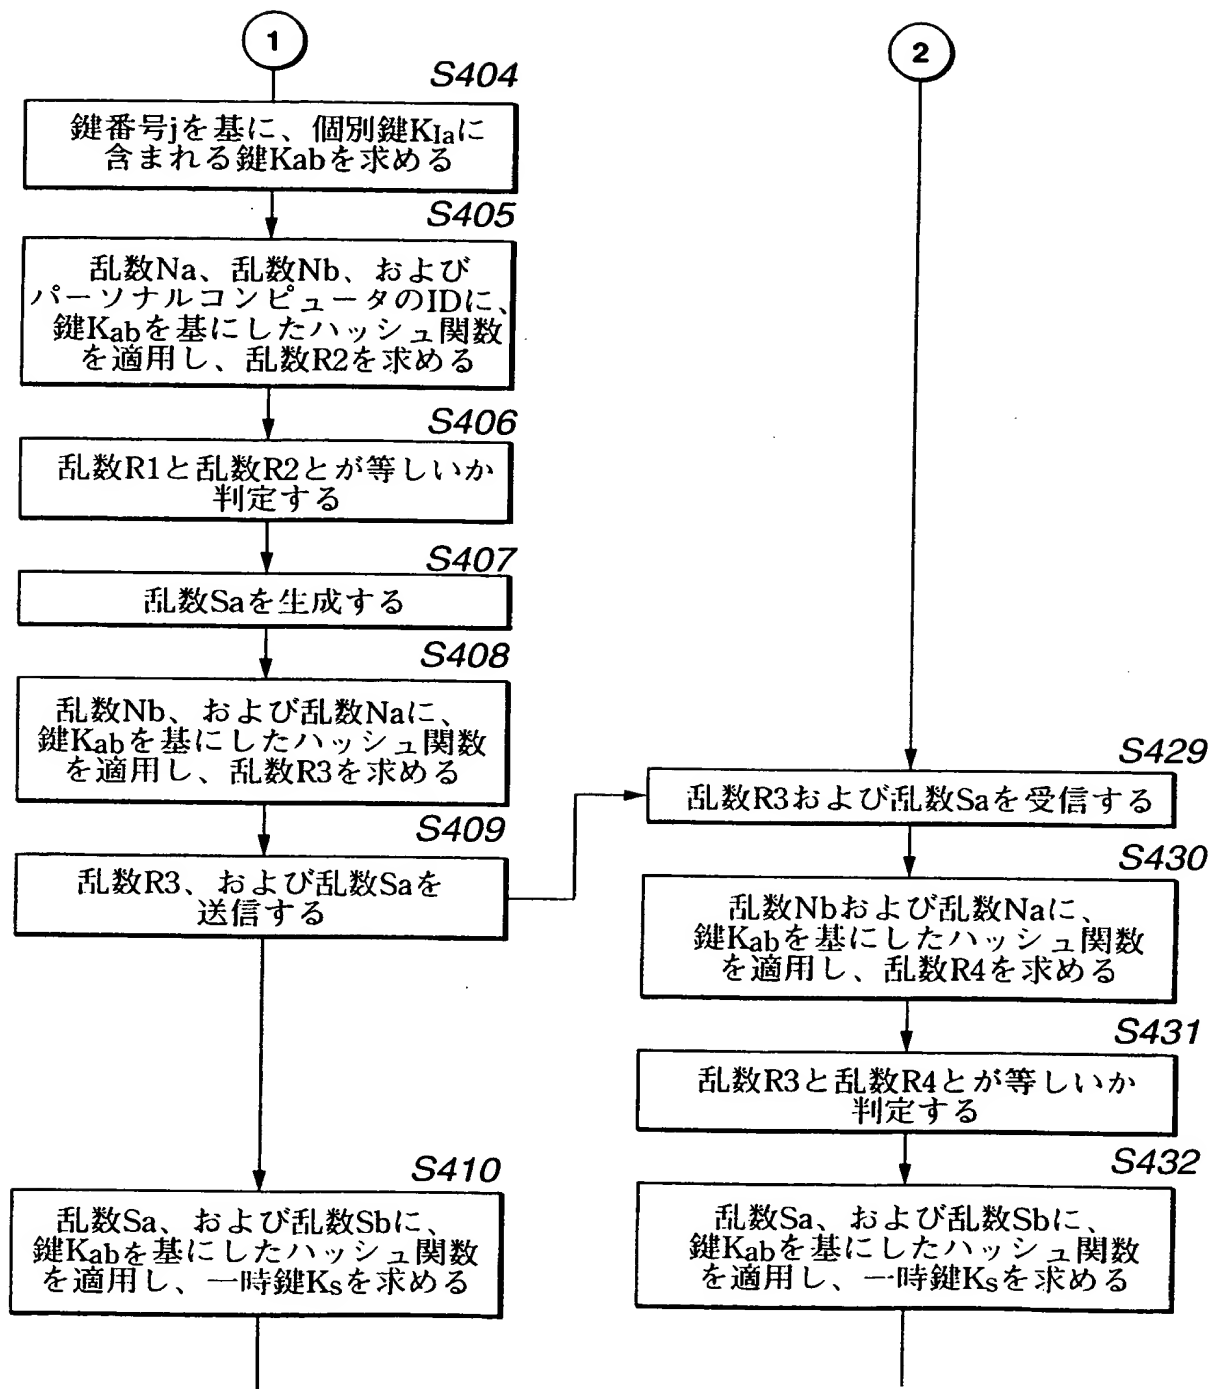 1
S404
鍵番号jを基に、個別鍵KIaに
含まれる鍵Kabを求める
S405
乱数Na、乱数Nb、および
パーソナルコンピュータのIDに、
鍵Kabを基にしたハッシュ関数
を適用し、乱数R2を求める
S406
乱数R1と乱数R2とが等しいか
判定する
S407
乱数Saを生成する
S408
乱数Nb、および乱数Naに、
鍵Kabを基にしたハッシュ関数
を適用し、乱数R3を求める
S409
乱数R3、および乱数Saを
送信する
S410
乱数Sa、および乱数Sbに、
鍵Kabを基にしたハッシュ関数
を適用し、一時鍵Ksを求める
2
S429
乱数R3および乱数Saを受信する
S430
乱数Nbおよび乱数Naに、
鍵Kabを基にしたハッシュ関数
を適用し、乱数R4を求める
S431
乱数R3と乱数R4とが等しいか
判定する
S432
乱数Sa、および乱数Sbに、
鍵Kabを基にしたハッシュ関数
を適用し、一時鍵Ksを求める